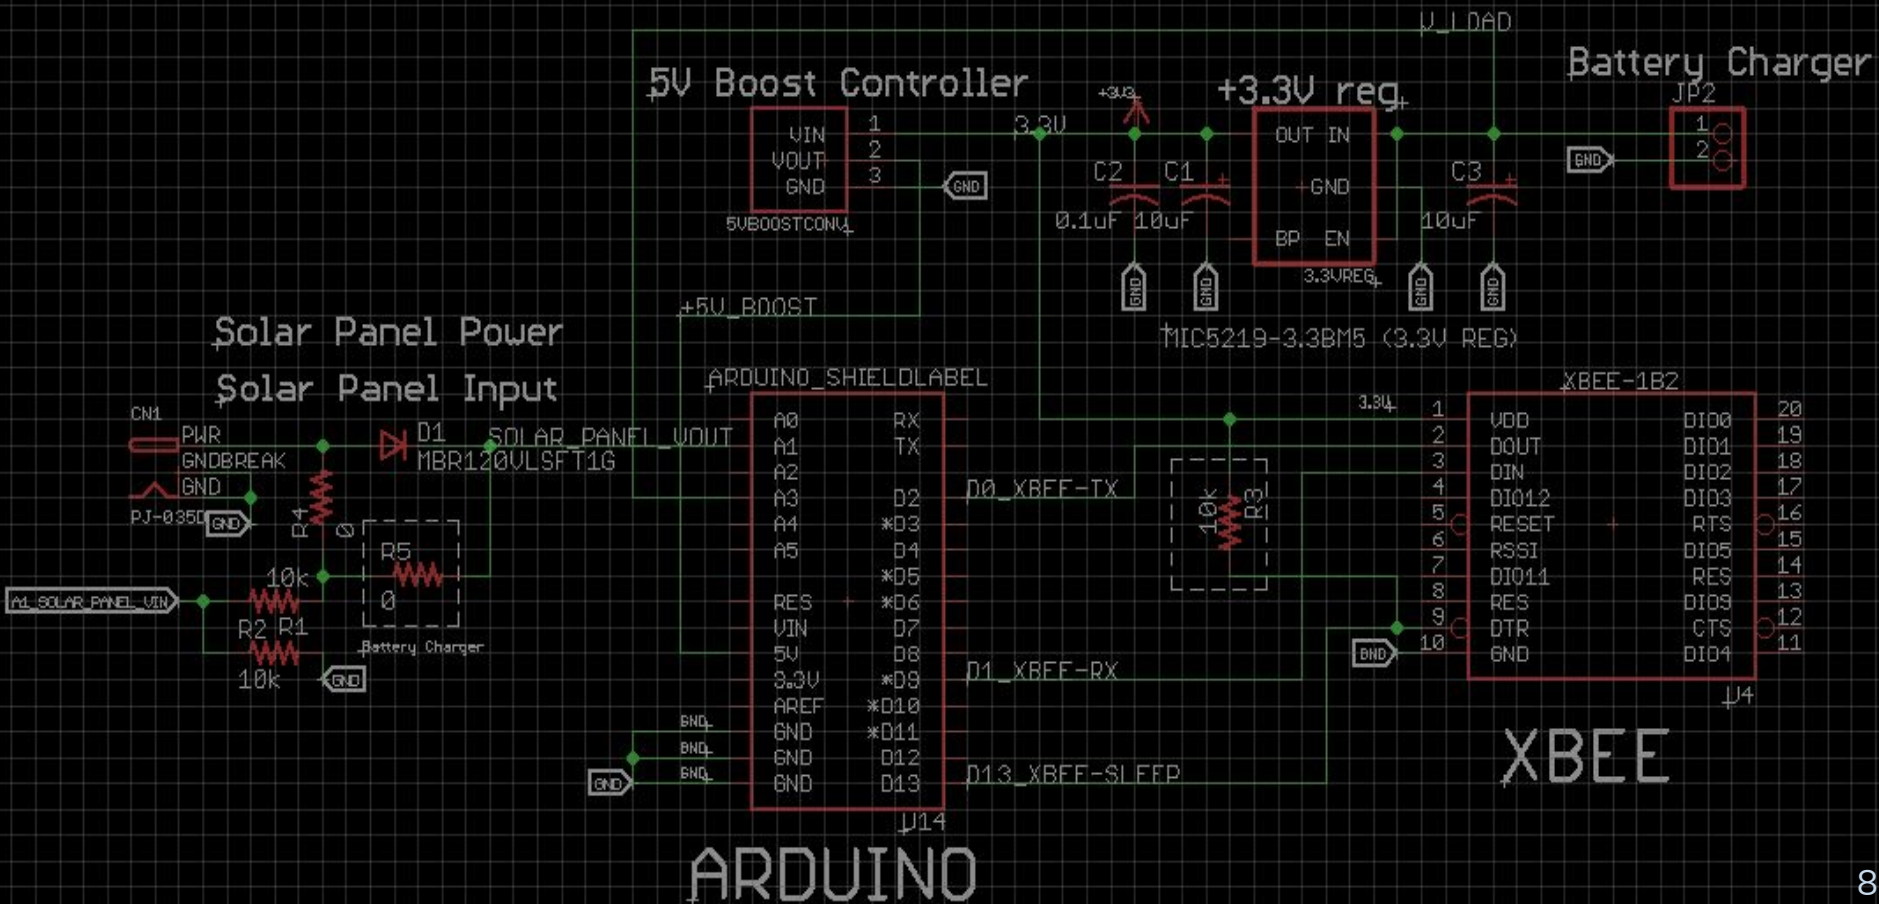 V_LOAD
5V Boost Controller
+3.3V reg
Battery Charger
JP2
+3V3
3.3V
VIN 1
VOUT 2
GND 3
GND
5VBOOSTCONV
C2
0.1uF
C1
10uF
OUT IN
GND
BP EN
3.3VREG
C3
10uF
1
2
GND
GND
GND
GND
GND
MIC5219-3.3BM5 (3.3V REG)
+5V_BOOST
Solar Panel Power
Solar Panel Input
CN1
PWR
GNDBREAK
GND
PJ-035D
GND
D1
MBR120VLSFT1G
SOLAR_PANEL_VOUT
R4
0
R5
0
Battery Charger
A1_SOLAR_PANEL_VIN
10k
R2 R1
10k
GND
ARDUINO_SHIELDLABEL
A0 RX
A1 TX
A2
A3 D2
A4 *D3
A5 D4
*D5
RES *D6
VIN D7
5V D8
3.3V *D9
AREF *D10
GND *D11
GND D12
GND D13
GND
GND
GND
GND
U14
ARDUINO
D0_XBEE-TX
D1_XBEE-RX
D13_XBEE-SLEEP
10k
R3
3.3V
GND
XBEE-1B2
1 VDD DIO0 20
2 DOUT DIO1 19
3 DIN DIO2 18
4 DIO12 DIO3 17
5 RESET RTS 16
6 RSSI DIO5 15
7 DIO11 RES 14
8 RES DIO9 13
9 DTR CTS 12
10 GND DIO4 11
U4
XBEE
8